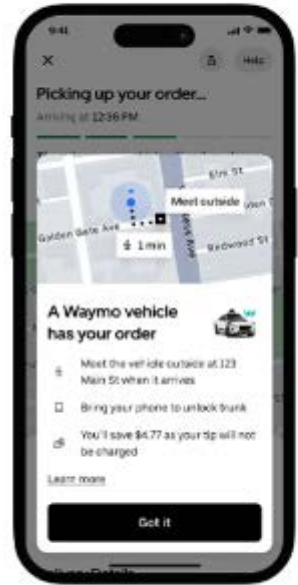 9:41
Help
Picking up your order...
Arriving at 12:36 PM
Elm St
Meet outside
Golden Gate Ave
1 min
Redwood St
A Waymo vehicle
has your order
Meet the vehicle outside at 123
Main St when it arrives
Bring your phone to unlock trunk
You'll save $4.77 as your tip will not
be charged
Learn more
Got it